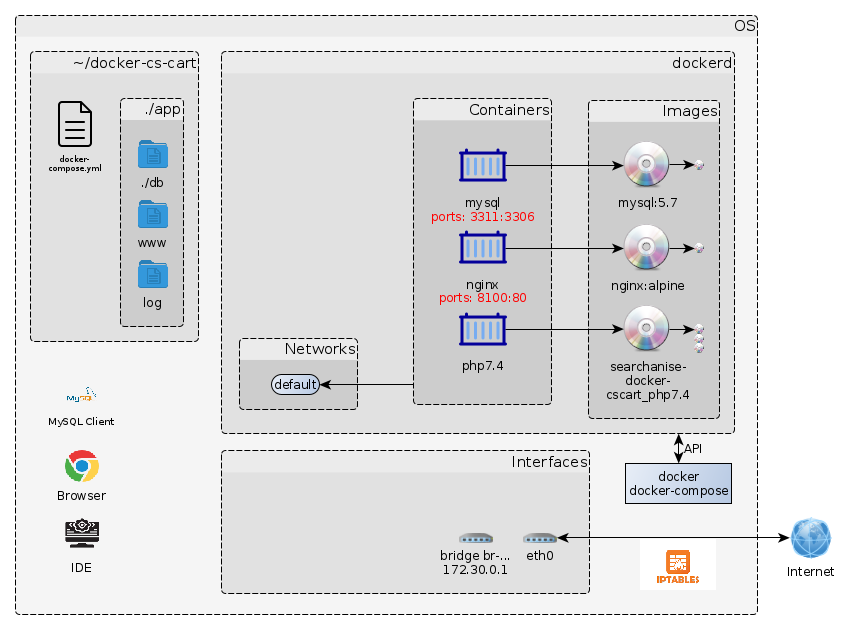 OS
~/docker-cs-cart
dockerd
./app
docker-
compose.yml
./db
www
log
Containers
Images
mysql
ports: 3311:3306
mysql:5.7
nginx
ports: 8100:80
nginx:alpine
php7.4
searchanise-
docker-
cscart_php7.4
Networks
default
MySQL
MySQL Client
Browser
IDE
API
docker
docker-compose
Interfaces
bridge br-...
172.30.0.1
eth0
IPTABLES
Internet